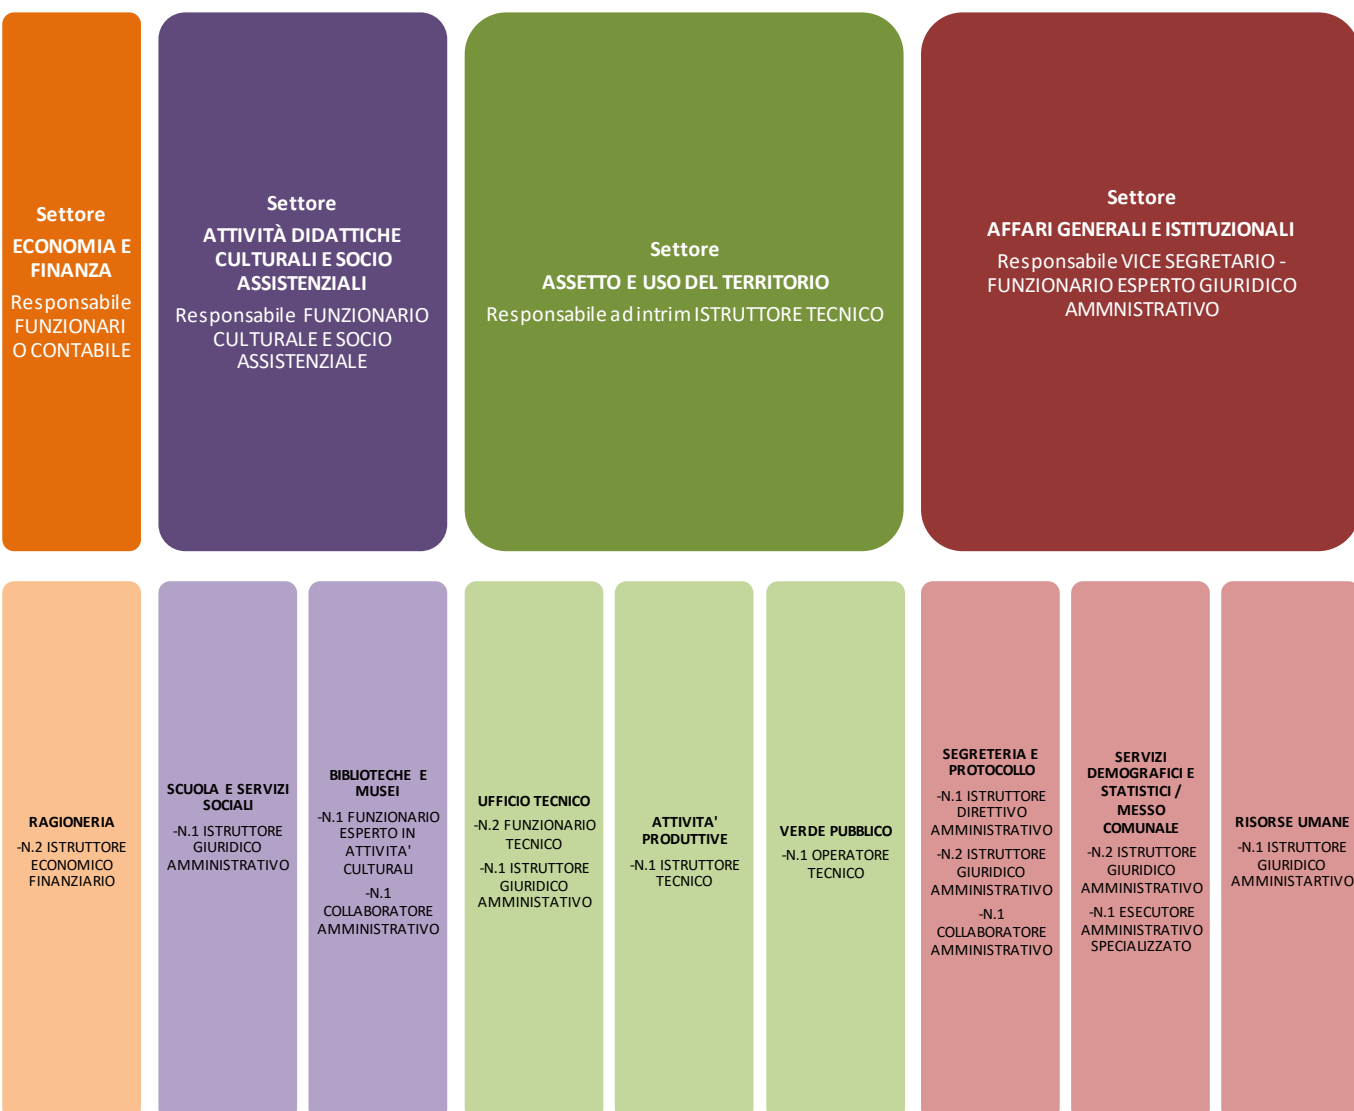 Settore
ECONOMIA E
FINANZA
Responsabile
FUNZIONARI
O CONTABILE
Settore
ATTIVITÀ DIDATTICHE
CULTURALI E SOCIO
ASSISTENZIALI
Responsabile FUNZIONARIO
CULTURALE E SOCIO
ASSISTENZIALE
Settore
ASSETTO E USO DEL TERRITORIO
Responsabile ad intrim ISTRUTTORE TECNICO
Settore
AFFARI GENERALI E ISTITUZIONALI
Responsabile VICE SEGRETARIO -
FUNZIONARIO ESPERTO GIURIDICO
AMMNISTRATIVO
RAGIONERIA
-N.2 ISTRUTTORE
ECONOMICO
FINANZIARIO
SCUOLA E SERVIZI
SOCIALI
-N.1 ISTRUTTORE
GIURIDICO
AMMINISTRATIVO
BIBLIOTECHE E
MUSEI
-N.1 FUNZIONARIO
ESPERTO IN
ATTIVITA'
CULTURALI
-N.1
COLLABORATORE
AMMINISTRATIVO
UFFICIO TECNICO
-N.2 FUNZIONARIO
TECNICO
-N.1 ISTRUTTORE
GIURIDICO
AMMINISTATIVO
ATTIVITA'
PRODUTTIVE
-N.1 ISTRUTTORE
TECNICO
VERDE PUBBLICO
-N.1 OPERATORE
TECNICO
SEGRETERIA E
PROTOCOLLO
-N.1 ISTRUTTORE
DIRETTIVO
AMMINISTRATIVO
-N.2 ISTRUTTORE
GIURIDICO
AMMINISTRATIVO
-N.1
COLLABORATORE
AMMINISTRATIVO
SERVIZI
DEMOGRAFICI E
STATISTICI /
MESSO
COMUNALE
-N.2 ISTRUTTORE
GIURIDICO
AMMINISTRATIVO
-N.1 ESECUTORE
AMMINISTRATIVO
SPECIALIZZATO
RISORSE UMANE
-N.1 ISTRUTTORE
GIURIDICO
AMMINISTARTIVO